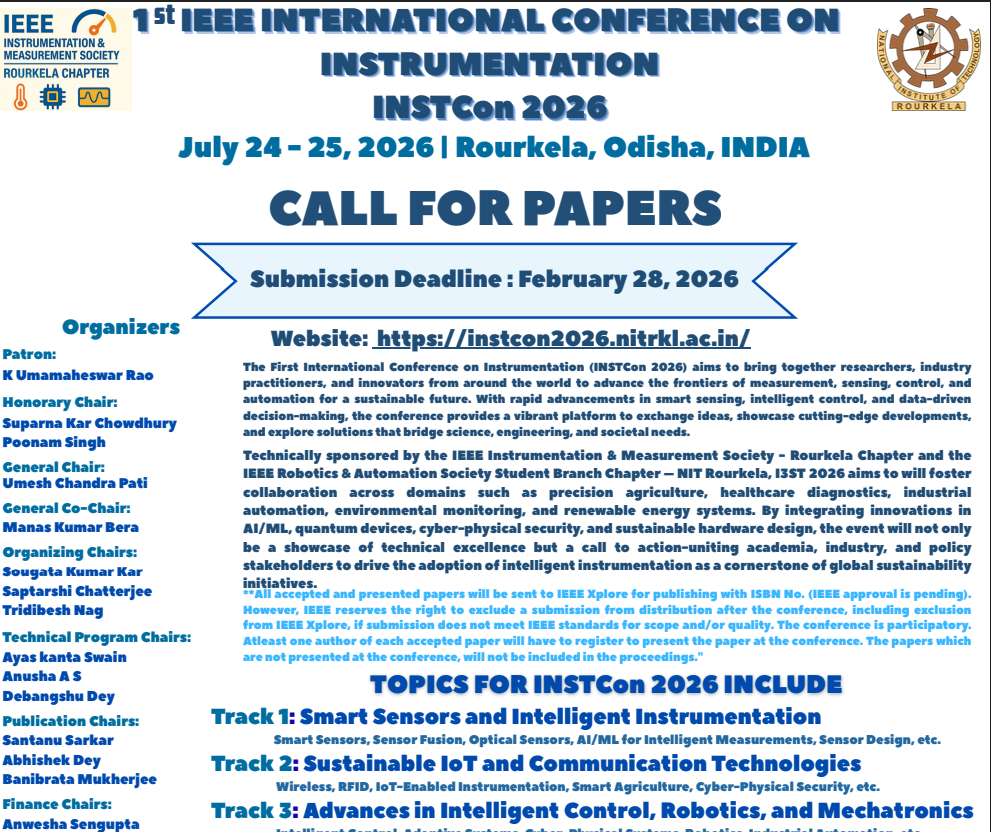 IEEE
INSTRUMENTATION &
MEASUREMENT SOCIETY
ROURKELA CHAPTER
1st IEEE INTERNATIONAL CONFERENCE ON
INSTRUMENTATION
INSTCon 2026
NATIONAL INSTITUTE OF TECHNOLOGY
ROURKELA
July 24 - 25, 2026 | Rourkela, Odisha, INDIA
CALL FOR PAPERS
Submission Deadline : February 28, 2026
Organizers
Patron:
K Umamaheswar Rao
Honorary Chair:
Suparna Kar Chowdhury
Poonam Singh
General Chair:
Umesh Chandra Pati
General Co-Chair:
Manas Kumar Bera
Organizing Chairs:
Sougata Kumar Kar
Saptarshi Chatterjee
Tridibesh Nag
Technical Program Chairs:
Ayas kanta Swain
Anusha A S
Debangshu Dey
Publication Chairs:
Santanu Sarkar
Abhishek Dey
Banibrata Mukherjee
Finance Chairs:
Anwesha Sengupta
Website: https://instcon2026.nitrkl.ac.in/
The First International Conference on Instrumentation (INSTCon 2026) aims to bring together researchers, industry
practitioners, and innovators from around the world to advance the frontiers of measurement, sensing, control, and
automation for a sustainable future. With rapid advancements in smart sensing, intelligent control, and data-driven
decision-making, the conference provides a vibrant platform to exchange ideas, showcase cutting-edge developments,
and explore solutions that bridge science, engineering, and societal needs.
Technically sponsored by the IEEE Instrumentation & Measurement Society - Rourkela Chapter and the
IEEE Robotics & Automation Society Student Branch Chapter – NIT Rourkela, I3ST 2026 aims to will foster
collaboration across domains such as precision agriculture, healthcare diagnostics, industrial
automation, environmental monitoring, and renewable energy systems. By integrating innovations in
AI/ML, quantum devices, cyber-physical security, and sustainable hardware design, the event will not only
be a showcase of technical excellence but a call to action-uniting academia, industry, and policy
stakeholders to drive the adoption of intelligent instrumentation as a cornerstone of global sustainability
initiatives.
**All accepted and presented papers will be sent to IEEE Xplore for publishing with ISBN No. (IEEE approval is pending).
However, IEEE reserves the right to exclude a submission from distribution after the conference, including exclusion
from IEEE Xplore, if submission does not meet IEEE standards for scope and/or quality. The conference is participatory.
Atleast one author of each accepted paper will have to register to present the paper at the conference. The papers which
are not presented at the conference, will not be included in the proceedings."
TOPICS FOR INSTCon 2026 INCLUDE
Track 1: Smart Sensors and Intelligent Instrumentation
Smart Sensors, Sensor Fusion, Optical Sensors, AI/ML for Intelligent Measurements, Sensor Design, etc.
Track 2: Sustainable IoT and Communication Technologies
Wireless, RFID, IoT-Enabled Instrumentation, Smart Agriculture, Cyber-Physical Security, etc.
Track 3: Advances in Intelligent Control, Robotics, and Mechatronics